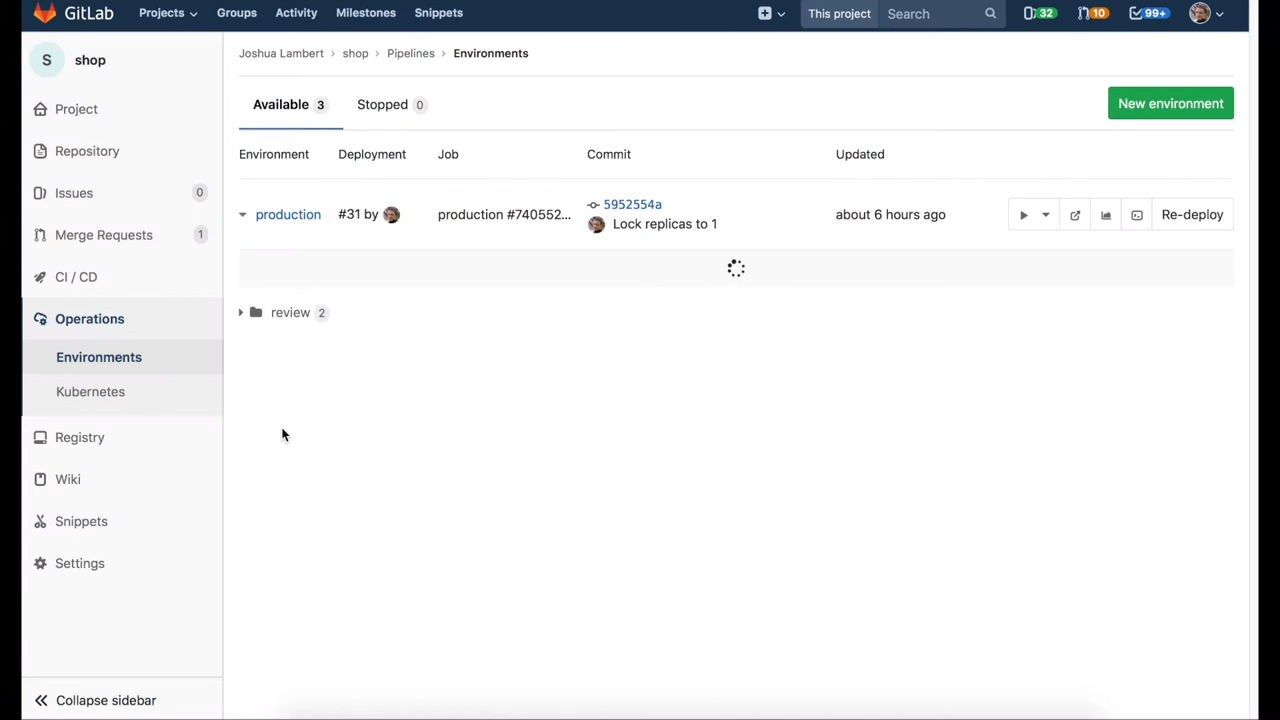 GitLab Projects Groups Activity Milestones Snippets This project Search 32 10 99+
S shop
Joshua Lambert › shop › Pipelines › Environments
Available 3 Stopped 0 New environment
Project
Repository
Issues 0
Merge Requests 1
CI / CD
Operations
Environments
Kubernetes
Registry
Wiki
Snippets
Settings
Collapse sidebar
Environment Deployment Job Commit Updated
production #31 by production #740552... 5952554a
Lock replicas to 1 about 6 hours ago Re-deploy
review 2